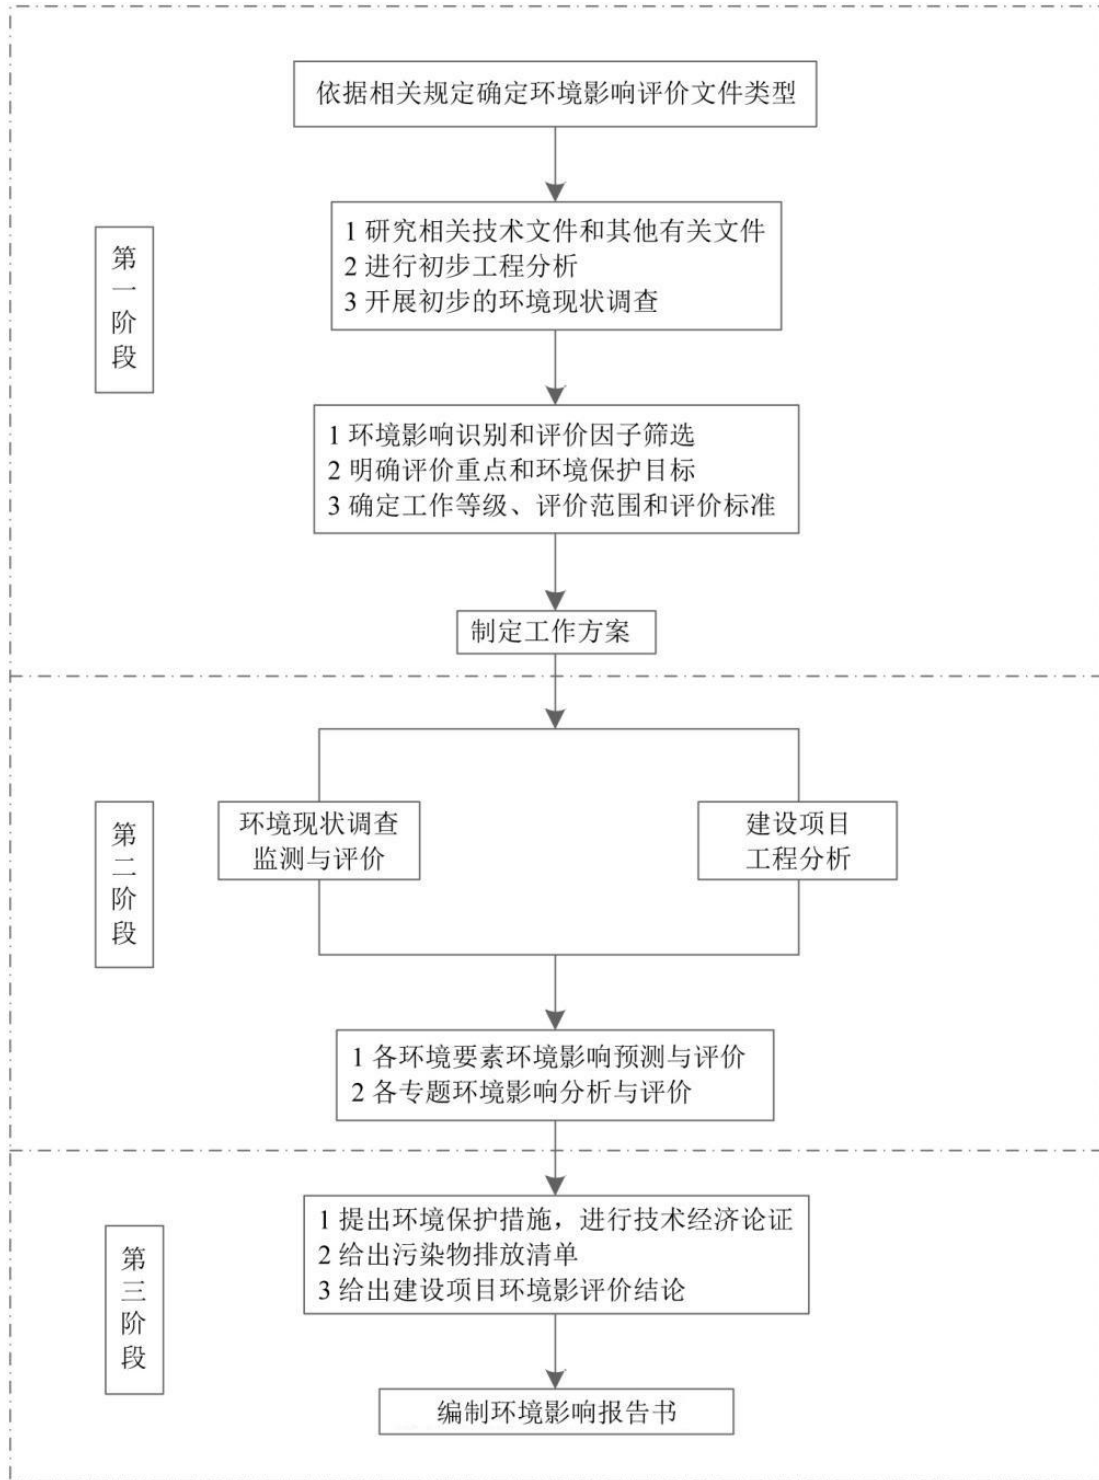 依据相关规定确定环境影响评价文件类型
1 研究相关技术文件和其他有关文件
2 进行初步工程分析
3 开展初步的环境现状调查
第一阶段
1 环境影响识别和评价因子筛选
2 明确评价重点和环境保护目标
3 确定工作等级、评价范围和评价标准
制定工作方案
第二阶段
环境现状调查
监测与评价
建设项目
工程分析
1 各环境要素环境影响预测与评价
2 各专题环境影响分析与评价
第三阶段
1 提出环境保护措施，进行技术经济论证
2 给出污染物排放清单
3 给出建设项目环境影评价结论
编制环境影响报告书